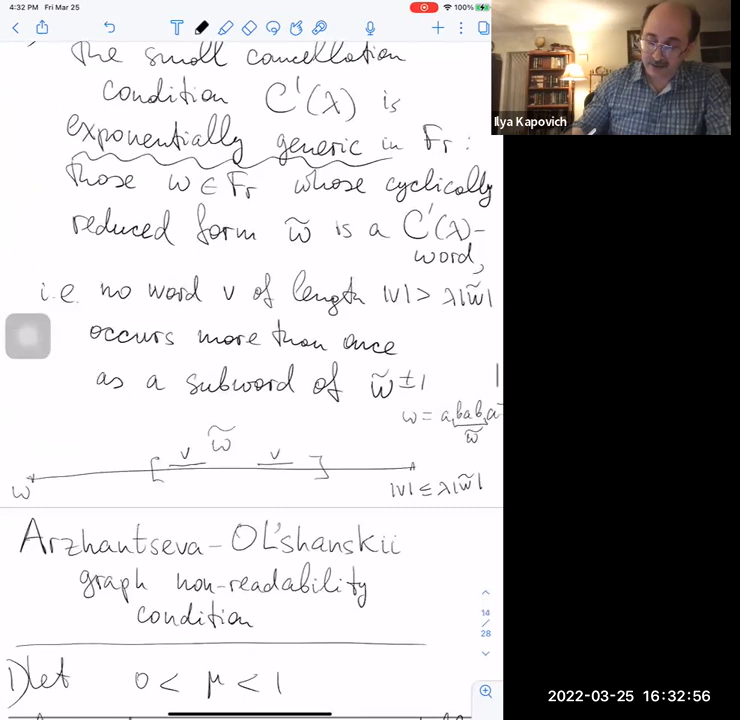 4:32 PM Fri Mar 25
100%
The small cancellation
condition C'(λ) is
exponentially generic in Fr :
those w ∈ Fr whose cyclically
reduced form w̃ is a C'(λ)-
word,
i.e. no word v of length |v| > λ|w̃|
occurs more than once
as a subword of w̃ ±1
w = a, bab, a
w̃
w̃
v v
w |v| ≤ λ|w̃|
Arzhantseva - Ol'shanskii
graph non-readability
condition
14
/
28
D) let 0 < μ < 1
Ilya Kapovich
2022-03-25 16:32:56